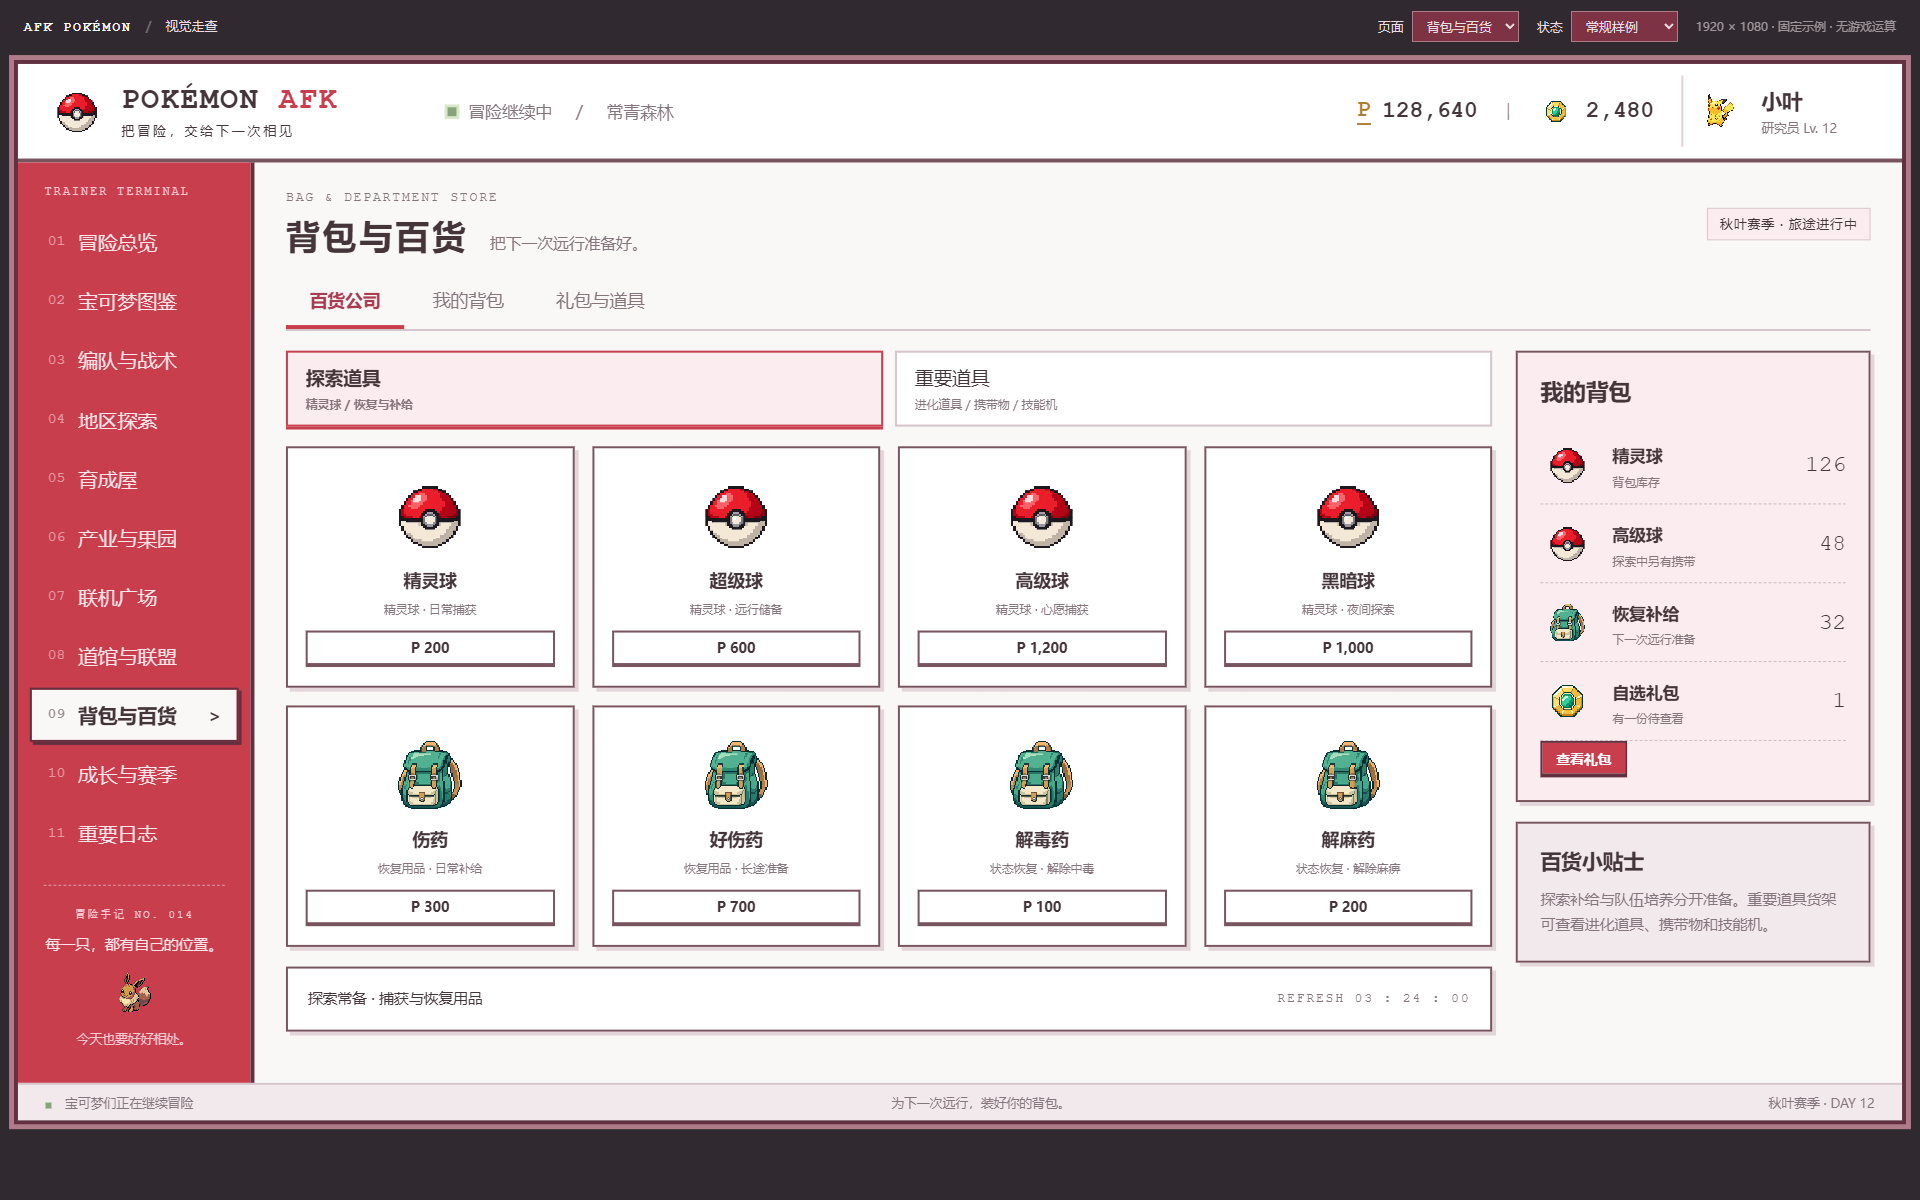 AFK POKÉMON / 视觉走查
页面 背包与百货 状态 常规样例 1920 × 1080 · 固定示例 · 无游戏运算
POKÉMON AFK
把冒险，交给下一次相见
冒险继续中 / 常青森林
P 128,640 | 2,480
小叶
研究员 Lv. 12
TRAINER TERMINAL
01 冒险总览
02 宝可梦图鉴
03 编队与战术
04 地区探索
05 育成屋
06 产业与果园
07 联机广场
08 道馆与联盟
09 背包与百货 >
10 成长与赛季
11 重要日志
冒险手记 NO. 014
每一只，都有自己的位置。
今天也要好好相处。
BAG & DEPARTMENT STORE
背包与百货 把下一次远行准备好。
秋叶赛季 · 旅途进行中
百货公司 我的背包 礼包与道具
探索道具
精灵球 / 恢复与补给
重要道具
进化道具 / 携带物 / 技能机
精灵球
精灵球 · 日常捕获
P 200
超级球
精灵球 · 远行储备
P 600
高级球
精灵球 · 心愿捕获
P 1,200
黑暗球
精灵球 · 夜间探索
P 1,000
伤药
恢复用品 · 日常补给
P 300
好伤药
恢复用品 · 长途准备
P 700
解毒药
状态恢复 · 解除中毒
P 100
解麻药
状态恢复 · 解除麻痹
P 200
探索常备 · 捕获与恢复用品
REFRESH 03 : 24 : 00
我的背包
精灵球 126
背包库存
高级球 48
探索中另有携带
恢复补给 32
下一次远行准备
自选礼包 1
有一份待查看
查看礼包
百货小贴士
探索补给与队伍培养分开准备。重要道具货架
可查看进化道具、携带物和技能机。
宝可梦们正在继续冒险
为下一次远行，装好你的背包。
秋叶赛季 · DAY 12